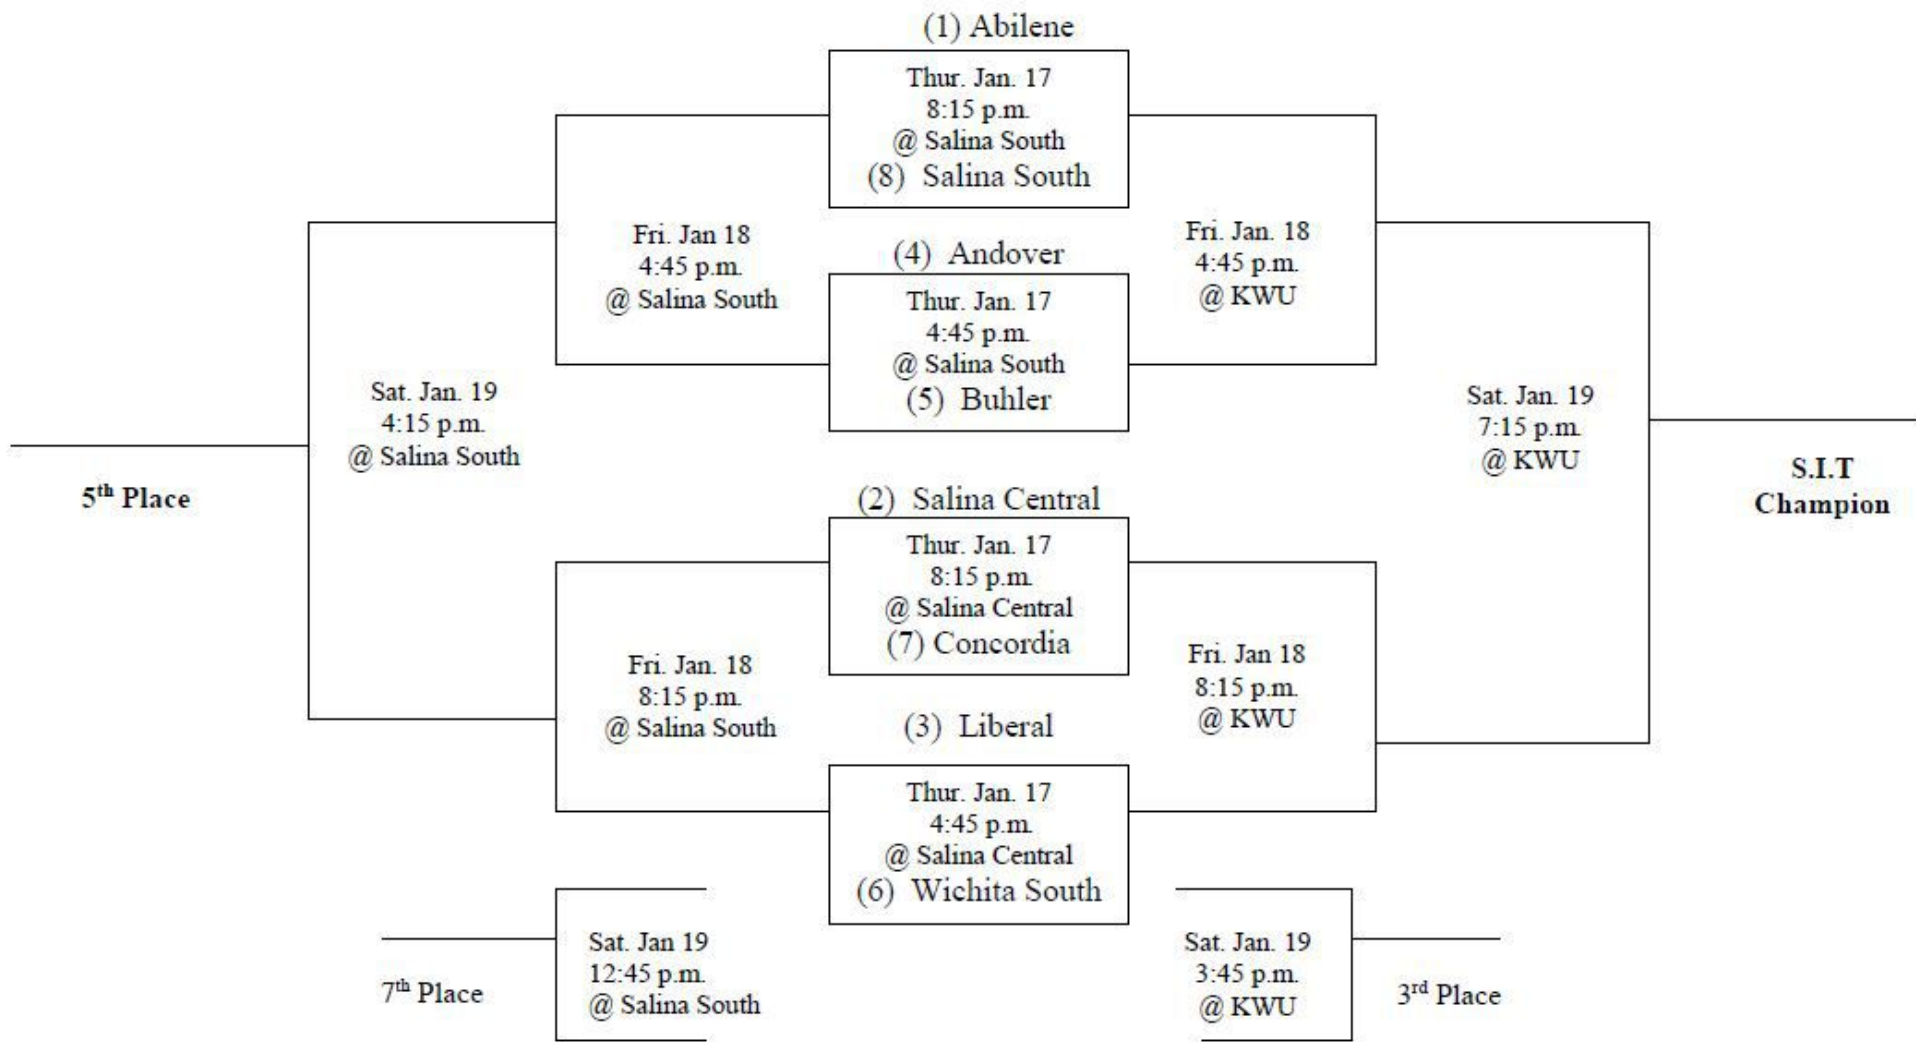 (1) Abilene
Thur. Jan. 17
8:15 p.m.
@ Salina South
(8) Salina South
Fri. Jan 18
4:45 p.m.
@ Salina South
(4) Andover
Thur. Jan. 17
4:45 p.m.
@ Salina South
(5) Buhler
Fri. Jan. 18
4:45 p.m.
@ KWU
Sat. Jan. 19
4:15 p.m.
@ Salina South
5th Place
Sat. Jan. 19
7:15 p.m.
@ KWU
S.I.T
Champion
(2) Salina Central
Thur. Jan. 17
8:15 p.m.
@ Salina Central
(7) Concordia
Fri. Jan. 18
8:15 p.m.
@ Salina South
(3) Liberal
Fri. Jan 18
8:15 p.m.
@ KWU
Thur. Jan. 17
4:45 p.m.
@ Salina Central
(6) Wichita South
Sat. Jan 19
12:45 p.m.
@ Salina South
7th Place
Sat. Jan. 19
3:45 p.m.
@ KWU
3rd Place